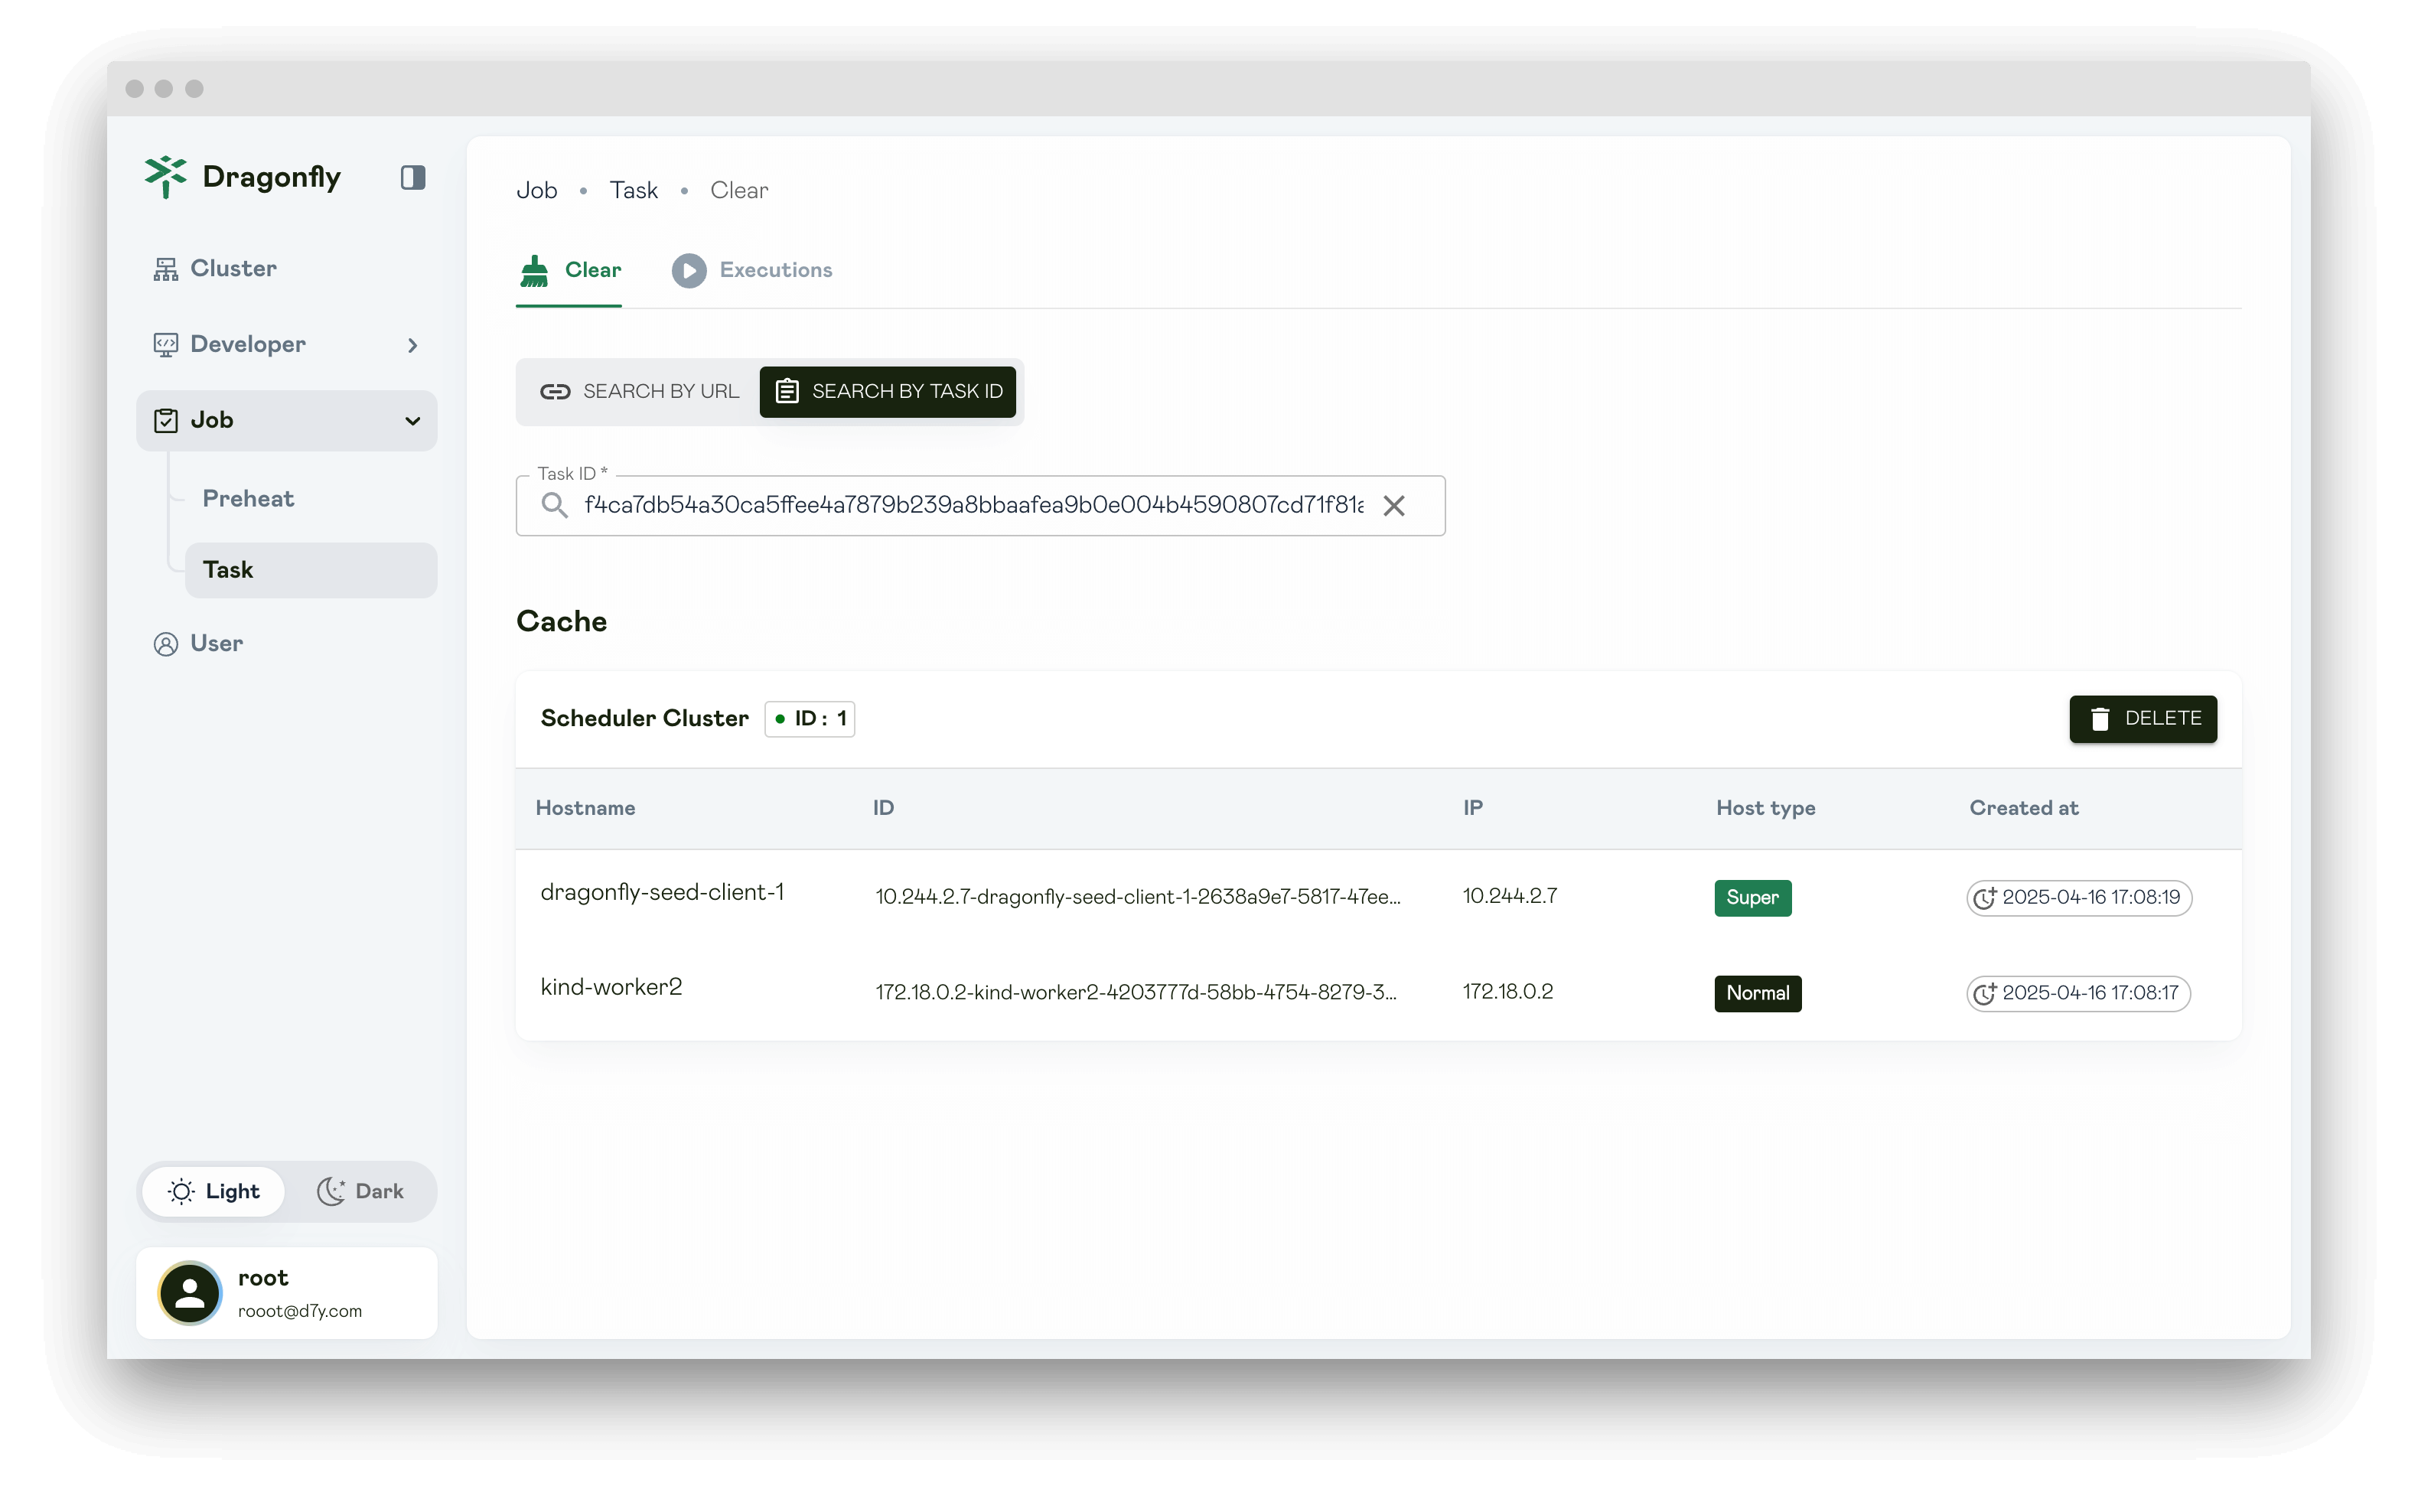 Dragonfly
Cluster
Developer
Job
Preheat
Task
User
Light
Dark
root
rooot@d7y.com
Job • Task • Clear
Clear
Executions
SEARCH BY URL
SEARCH BY TASK ID
Task ID *
f4ca7db54a30ca5ffee4a7879b239a8bbaafea9b0e004b4590807cd71f81a
Cache
Scheduler Cluster
ID : 1
DELETE
Hostname ID IP Host type Created at
dragonfly-seed-client-1 10.244.2.7-dragonfly-seed-client-1-2638a9e7-5817-47ee... 10.244.2.7 Super 2025-04-16 17:08:19
kind-worker2 172.18.0.2-kind-worker2-4203777d-58bb-4754-8279-3... 172.18.0.2 Normal 2025-04-16 17:08:17